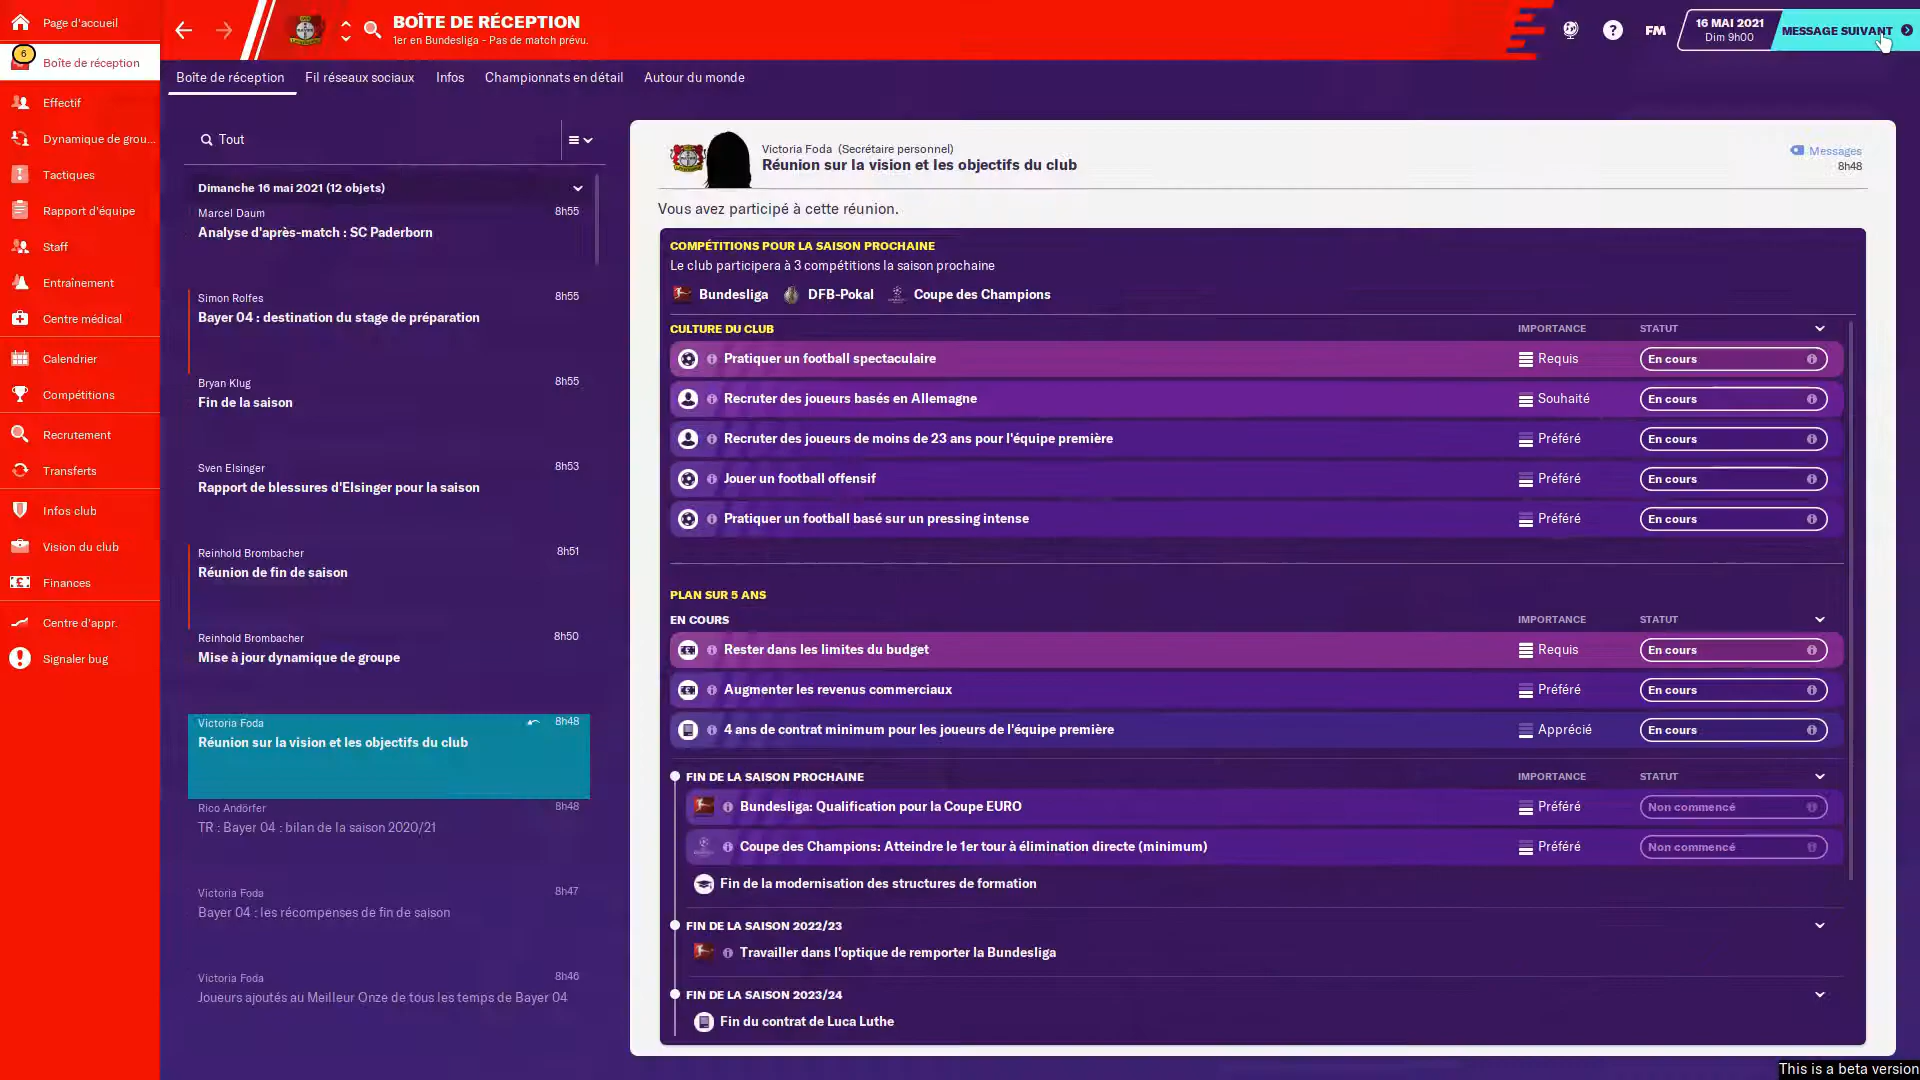 Page d'accueil
6
Boîte de réception
Effectif
Dynamique de grou...
Tactiques
Rapport d'équipe
Staff
Entraînement
Centre médical
Calendrier
Compétitions
Recrutement
Transferts
Infos club
Vision du club
Finances
Centre d'appr.
Signaler bug
BOÎTE DE RÉCEPTION
1er en Bundesliga - Pas de match prévu.
FM
16 MAI 2021
Dim 9h00
MESSAGE SUIVANT
Boîte de réception Fil réseaux sociaux Infos Championnats en détail Autour du monde
Tout
Dimanche 16 mai 2021 (12 objets)
Marcel Daum 8h55
Analyse d'après-match : SC Paderborn
Simon Rolfes 8h55
Bayer 04 : destination du stage de préparation
Bryan Klug 8h55
Fin de la saison
Sven Elsinger 8h53
Rapport de blessures d'Elsinger pour la saison
Reinhold Brombacher 8h51
Réunion de fin de saison
Reinhold Brombacher 8h50
Mise à jour dynamique de groupe
Victoria Foda 8h48
Réunion sur la vision et les objectifs du club
Rico Andörfer 8h48
TR : Bayer 04 : bilan de la saison 2020/21
Victoria Foda 8h47
Bayer 04 : les récompenses de fin de saison
Victoria Foda 8h46
Joueurs ajoutés au Meilleur Onze de tous les temps de Bayer 04
Victoria Foda (Secrétaire personnel) Messages
Réunion sur la vision et les objectifs du club 8h48
Vous avez participé à cette réunion.
COMPÉTITIONS POUR LA SAISON PROCHAINE
Le club participera à 3 compétitions la saison prochaine
Bundesliga DFB-Pokal Coupe des Champions
CULTURE DU CLUB IMPORTANCE STATUT
Pratiquer un football spectaculaire Requis En cours
Recruter des joueurs basés en Allemagne Souhaité En cours
Recruter des joueurs de moins de 23 ans pour l'équipe première Préféré En cours
Jouer un football offensif Préféré En cours
Pratiquer un football basé sur un pressing intense Préféré En cours
PLAN SUR 5 ANS
EN COURS IMPORTANCE STATUT
Rester dans les limites du budget Requis En cours
Augmenter les revenus commerciaux Préféré En cours
4 ans de contrat minimum pour les joueurs de l'équipe première Apprécié En cours
FIN DE LA SAISON PROCHAINE IMPORTANCE STATUT
Bundesliga: Qualification pour la Coupe EURO Préféré Non commencé
Coupe des Champions: Atteindre le 1er tour à élimination directe (minimum) Préféré Non commencé
Fin de la modernisation des structures de formation
FIN DE LA SAISON 2022/23
Travailler dans l'optique de remporter la Bundesliga
FIN DE LA SAISON 2023/24
Fin du contrat de Luca Luthe
This is a beta version